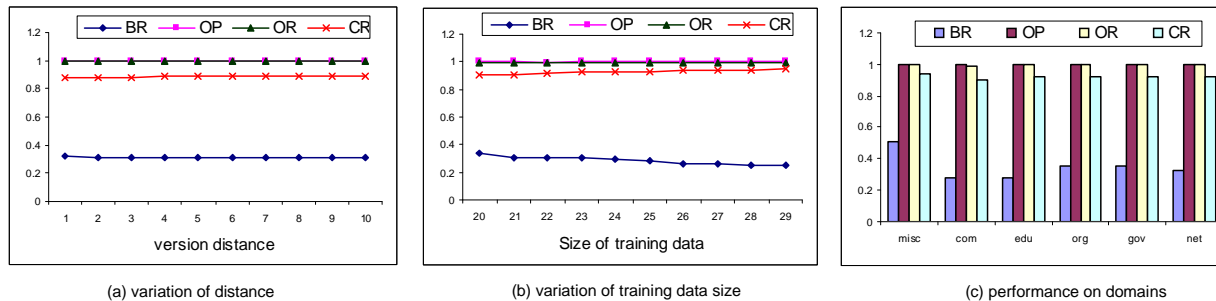 BR OP OR CR
1.2
1
0.8
0.6
0.4
0.2
0
1 2 3 4 5 6 7 8 9 10
version distance
(a) variation of distance
BR OP OR CR
1.2
1
0.8
0.6
0.4
0.2
0
20 21 22 23 24 25 26 27 28 29
Size of training data
(b) variation of training data size
BR OP OR CR
1.2
1
0.8
0.6
0.4
0.2
0
misc com edu org gov net
(c) performance on domains